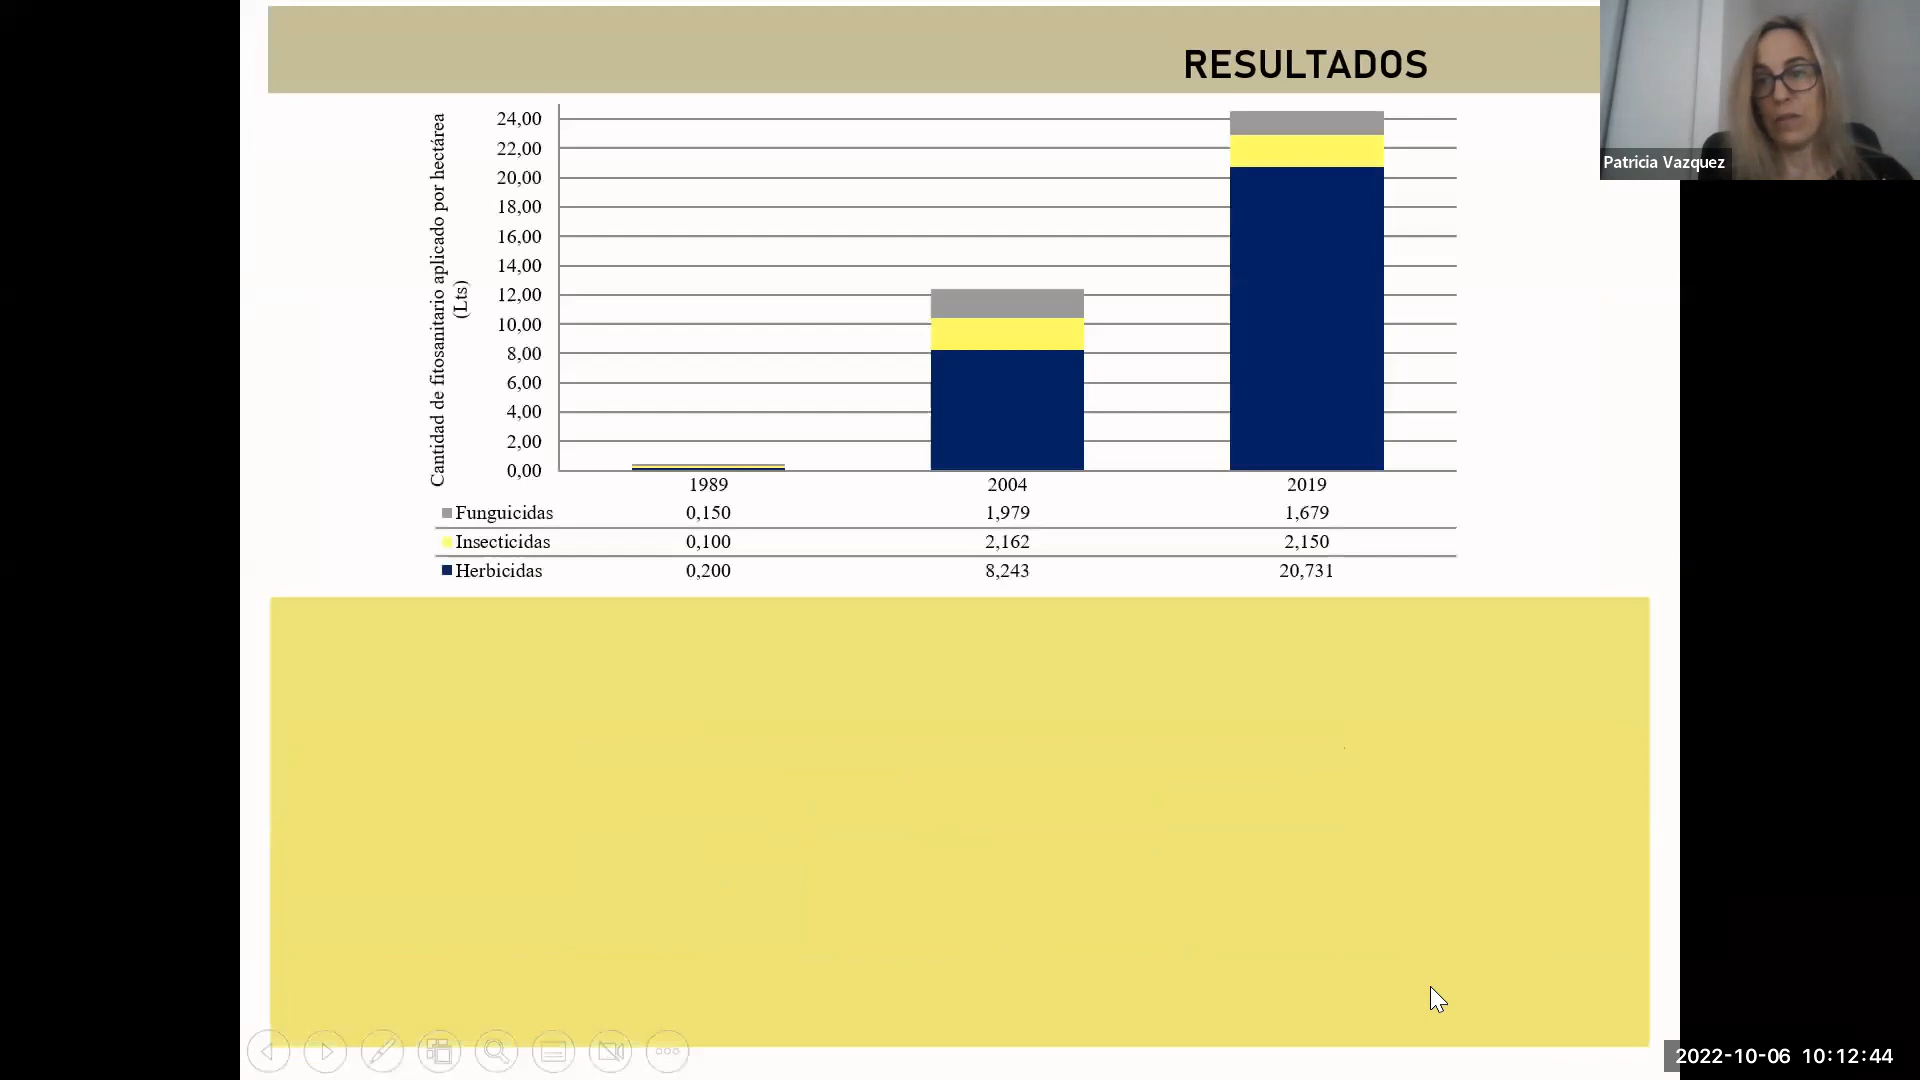 RESULTADOS
Patricia Vazquez
Cantidad de fitosanitario aplicado por hectárea
(Lts)
24,00
22,00
20,00
18,00
16,00
14,00
12,00
10,00
8,00
6,00
4,00
2,00
0,00
1989 2004 2019
Funguicidas 0,150 1,979 1,679
Insecticidas 0,100 2,162 2,150
Herbicidas 0,200 8,243 20,731
2022-10-06 10:12:44